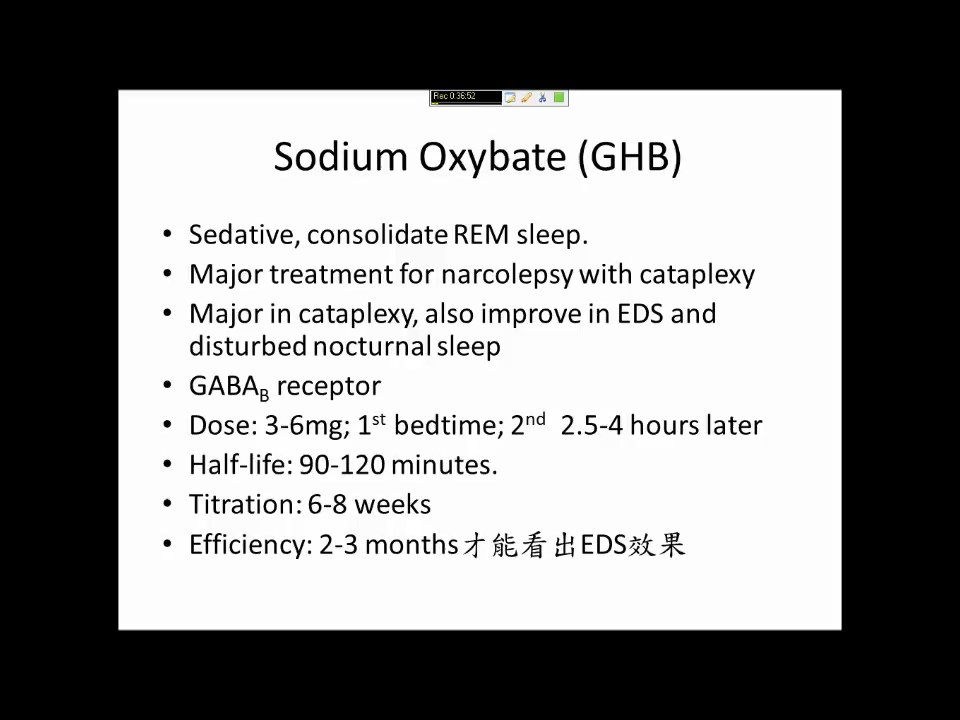 Rec 0:36:52
Sodium Oxybate (GHB)
• Sedative, consolidate REM sleep.
• Major treatment for narcolepsy with cataplexy
• Major in cataplexy, also improve in EDS and
disturbed nocturnal sleep
• GABAB receptor
• Dose: 3-6mg; 1st bedtime; 2nd 2.5-4 hours later
• Half-life: 90-120 minutes.
• Titration: 6-8 weeks
• Efficiency: 2-3 months才能看出EDS效果